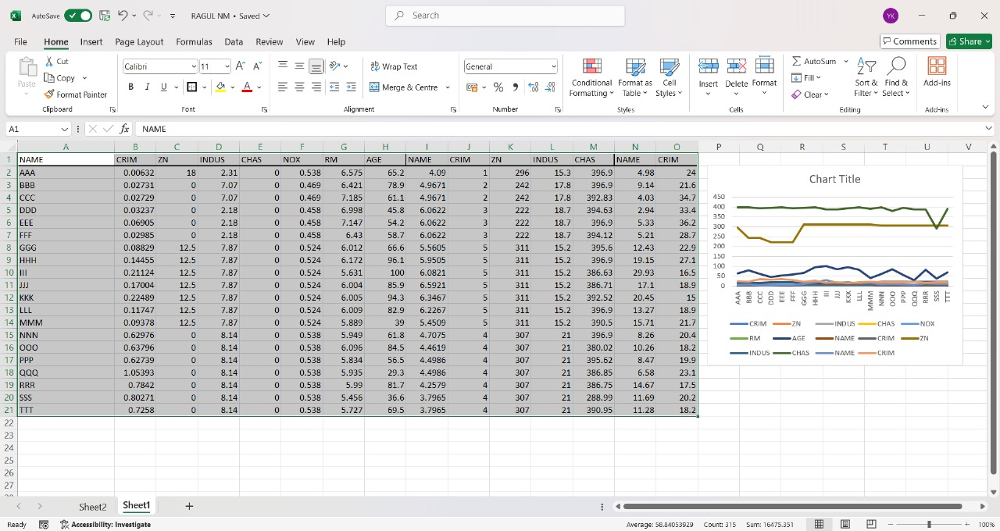 AutoSave RAGUL NM • Saved Search YK
File Home Insert Page Layout Formulas Data Review View Help Comments Share
Paste Cut Copy Format Painter Clipboard
Calibri 11 A A B I U A Font
Wrap Text Merge & Centre Alignment
General % , Number
Conditional Formatting Format as Table Cell Styles Styles
Insert Delete Format Cells
AutoSum Fill Clear Sort & Filter Find & Select Editing
Add-ins Add-ins
A1 fx NAME
A B C D E F G H I J K L M N O P Q R S T U V
1 NAME CRIM ZN INDUS CHAS NOX RM AGE NAME CRIM ZN INDUS CHAS NAME CRIM
2 AAA 0.00632 18 2.31 0 0.538 6.575 65.2 4.09 1 296 15.3 396.9 4.98 24
3 BBB 0.02731 0 7.07 0 0.469 6.421 78.9 4.9671 2 242 17.8 396.9 9.14 21.6
4 CCC 0.02729 0 7.07 0 0.469 7.185 61.1 4.9671 2 242 17.8 392.83 4.03 34.7
5 DDD 0.03237 0 2.18 0 0.458 6.998 45.8 6.0622 3 222 18.7 394.63 2.94 33.4
6 EEE 0.06905 0 2.18 0 0.458 7.147 54.2 6.0622 3 222 18.7 396.9 5.33 36.2
7 FFF 0.02985 0 2.18 0 0.458 6.43 58.7 6.0622 3 222 18.7 394.12 5.21 28.7
8 GGG 0.08829 12.5 7.87 0 0.524 6.012 66.6 5.5605 5 311 15.2 395.6 12.43 22.9
9 HHH 0.14455 12.5 7.87 0 0.524 6.172 96.1 5.9505 5 311 15.2 396.9 19.15 27.1
10 III 0.21124 12.5 7.87 0 0.524 5.631 100 6.0821 5 311 15.2 386.63 29.93 16.5
11 JJJ 0.17004 12.5 7.87 0 0.524 6.004 85.9 6.5921 5 311 15.2 386.71 17.1 18.9
12 KKK 0.22489 12.5 7.87 0 0.524 6.005 94.3 6.3467 5 311 15.2 392.52 20.45 15
13 LLL 0.11747 12.5 7.87 0 0.524 6.009 82.9 6.2267 5 311 15.2 396.9 13.27 18.9
14 MMM 0.09378 12.5 7.87 0 0.524 5.889 39 5.4509 5 311 15.2 390.5 15.71 21.7
15 NNN 0.62976 0 8.14 0 0.538 5.949 61.8 4.7075 4 307 21 396.9 8.26 20.4
16 OOO 0.63796 0 8.14 0 0.538 6.096 84.5 4.4619 4 307 21 380.02 10.26 18.2
17 PPP 0.62739 0 8.14 0 0.538 5.834 56.5 4.4986 4 307 21 395.62 8.47 19.9
18 QQQ 1.05393 0 8.14 0 0.538 5.935 29.3 4.4986 4 307 21 386.85 6.58 23.1
19 RRR 0.7842 0 8.14 0 0.538 5.99 81.7 4.2579 4 307 21 386.75 14.67 17.5
20 SSS 0.80271 0 8.14 0 0.538 5.456 36.6 3.7965 4 307 21 288.99 11.69 20.2
21 TTT 0.7258 0 8.14 0 0.538 5.727 69.5 3.7965 4 307 21 390.95 11.28 18.2
22
23
24
25
26
27
Chart Title
450
400
350
300
250
200
150
100
50
0
AAA BBB CCC DDD EEE FFF GGG HHH III JJJ KKK LLL MMM NNN OOO PPP QQQ RRR SSS TTT
CRIM ZN INDUS CHAS NOX
RM AGE NAME CRIM ZN
INDUS CHAS NAME CRIM
Sheet2 Sheet1 +
Ready Accessibility: Investigate Average: 58.84053929 Count: 315 Sum: 16475.351 100%